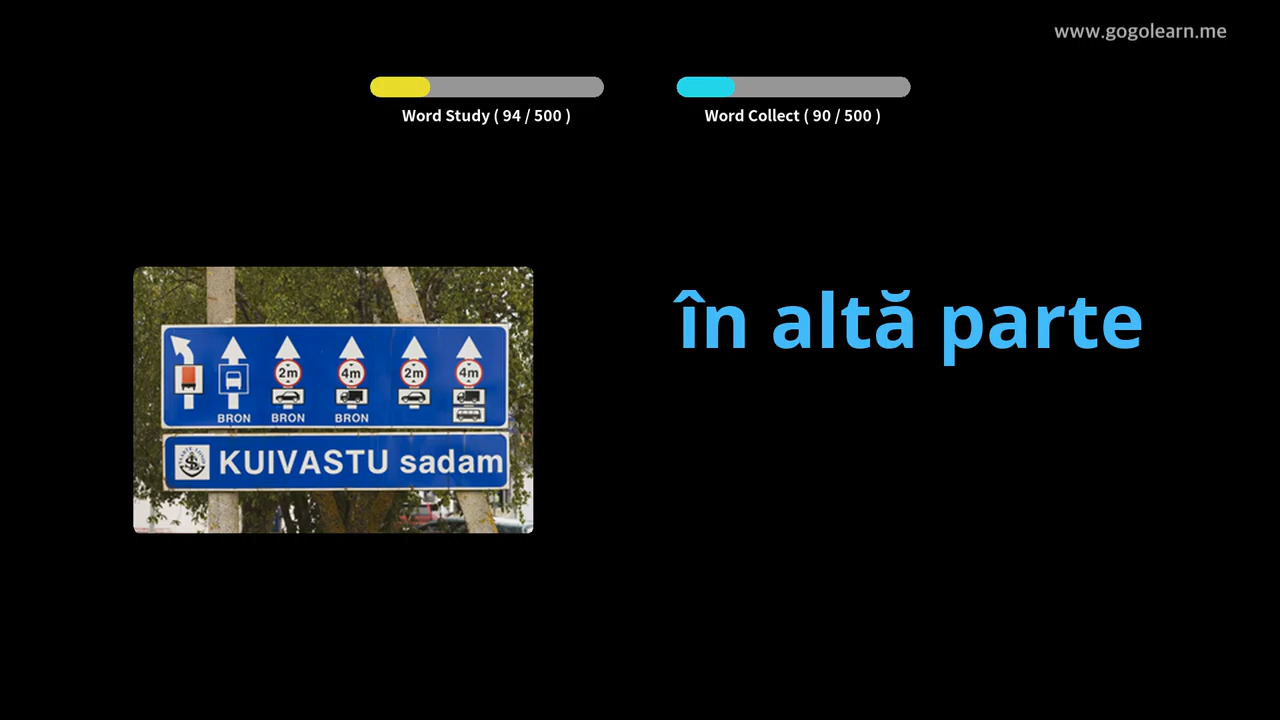 www.gogolearn.me
Word Study ( 94 / 500 )
Word Collect ( 90 / 500 )
în altă parte
2m 4m 2m 4m
BRON BRON BRON
KUIVASTU sadam